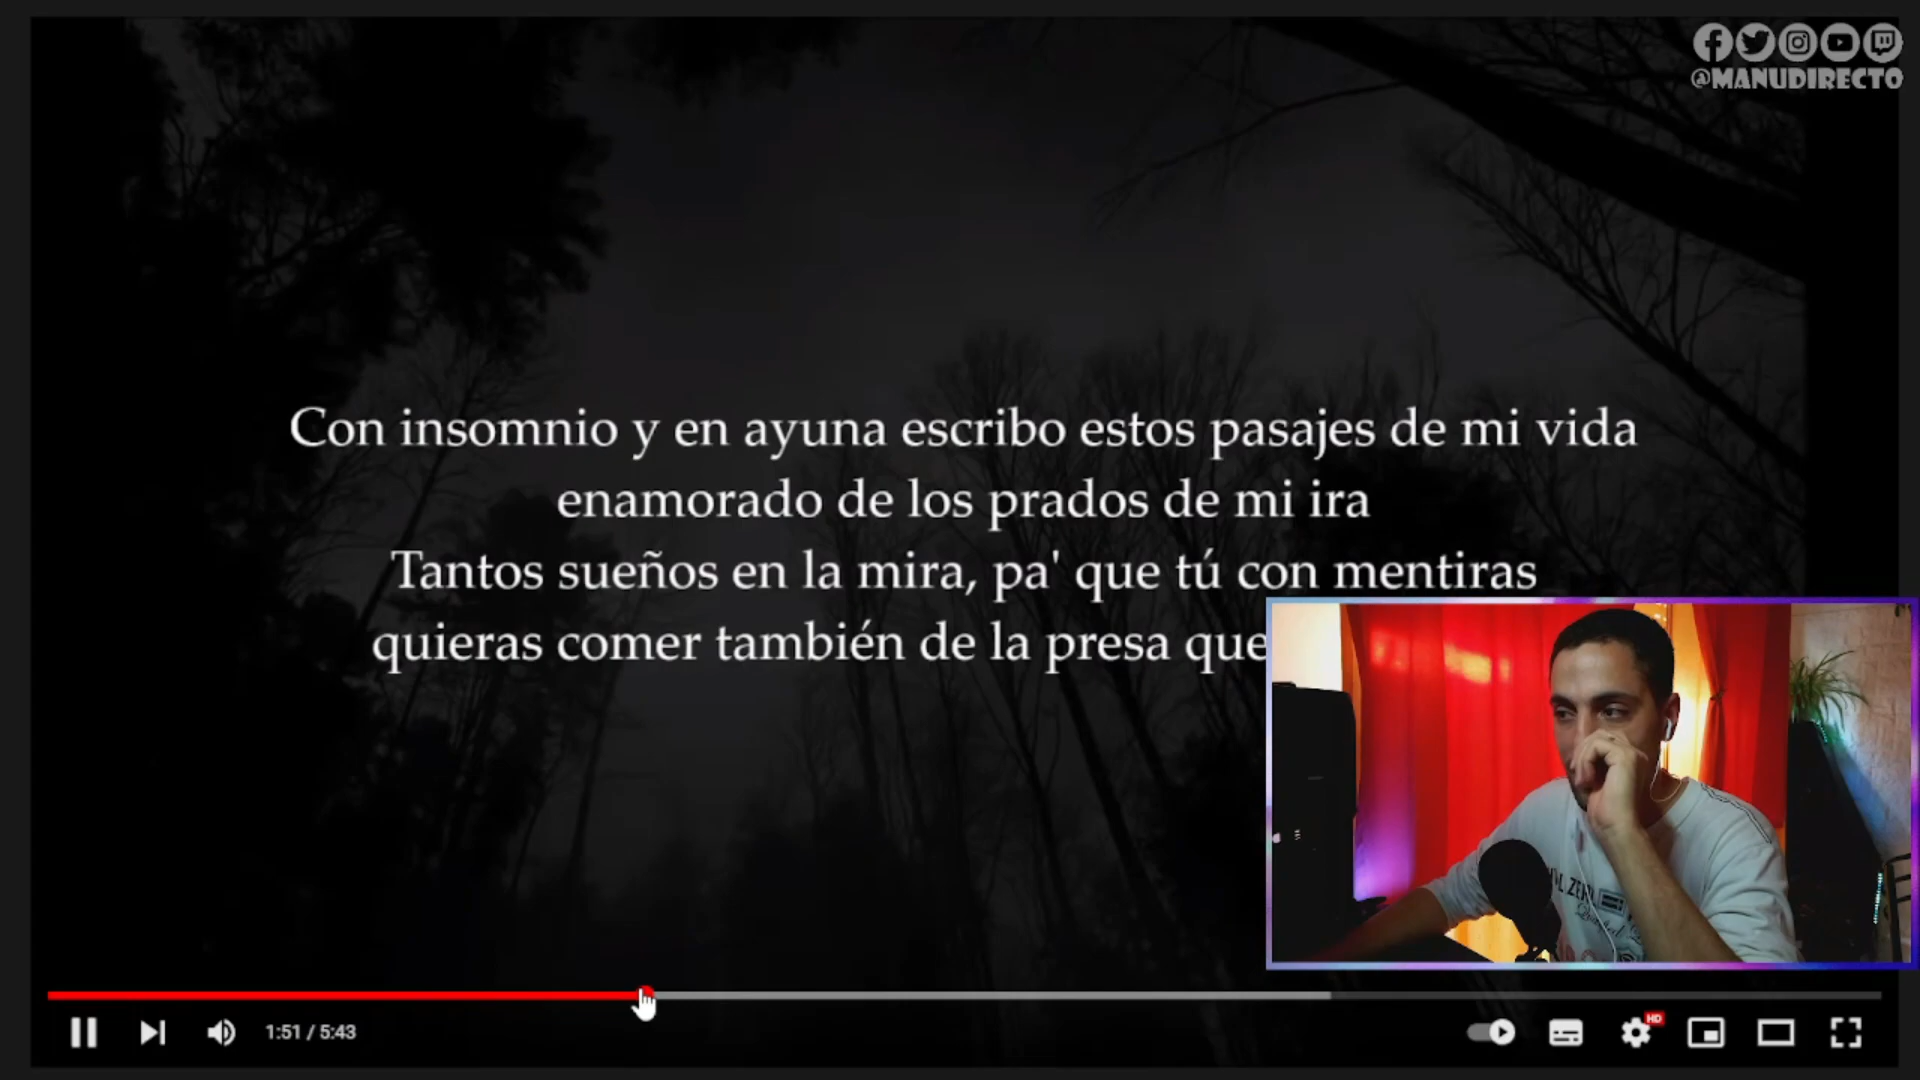 @MANUDIRECTO
Con insomnio y en ayuna escribo estos pasajes de mi vida
enamorado de los prados de mi ira
Tantos sueños en la mira, pa' que tú con mentiras
quieras comer también de la presa que
1:51 / 5:43
HD